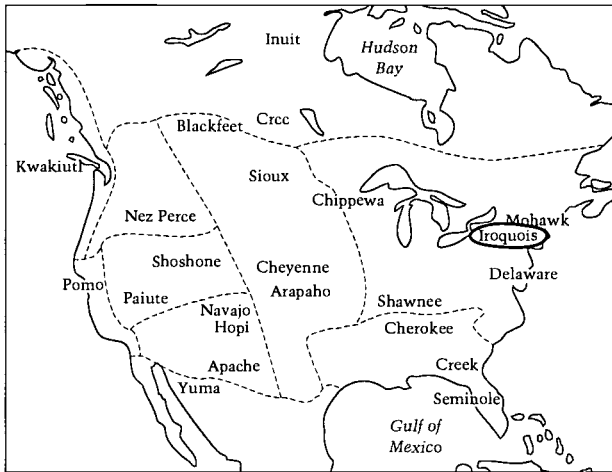 Inuit
Hudson
Bay
Blackfeet
Crcc
Kwakiutl
Sioux
Chippewa
Nez Perce
Mohawk
Iroquois
Shoshone
Cheyenne
Delaware
Pomo
Arapaho
Paiute
Navajo
Shawnee
Hopi
Cherokee
Apache
Creek
Yuma
Seminole
Gulf of
Mexico